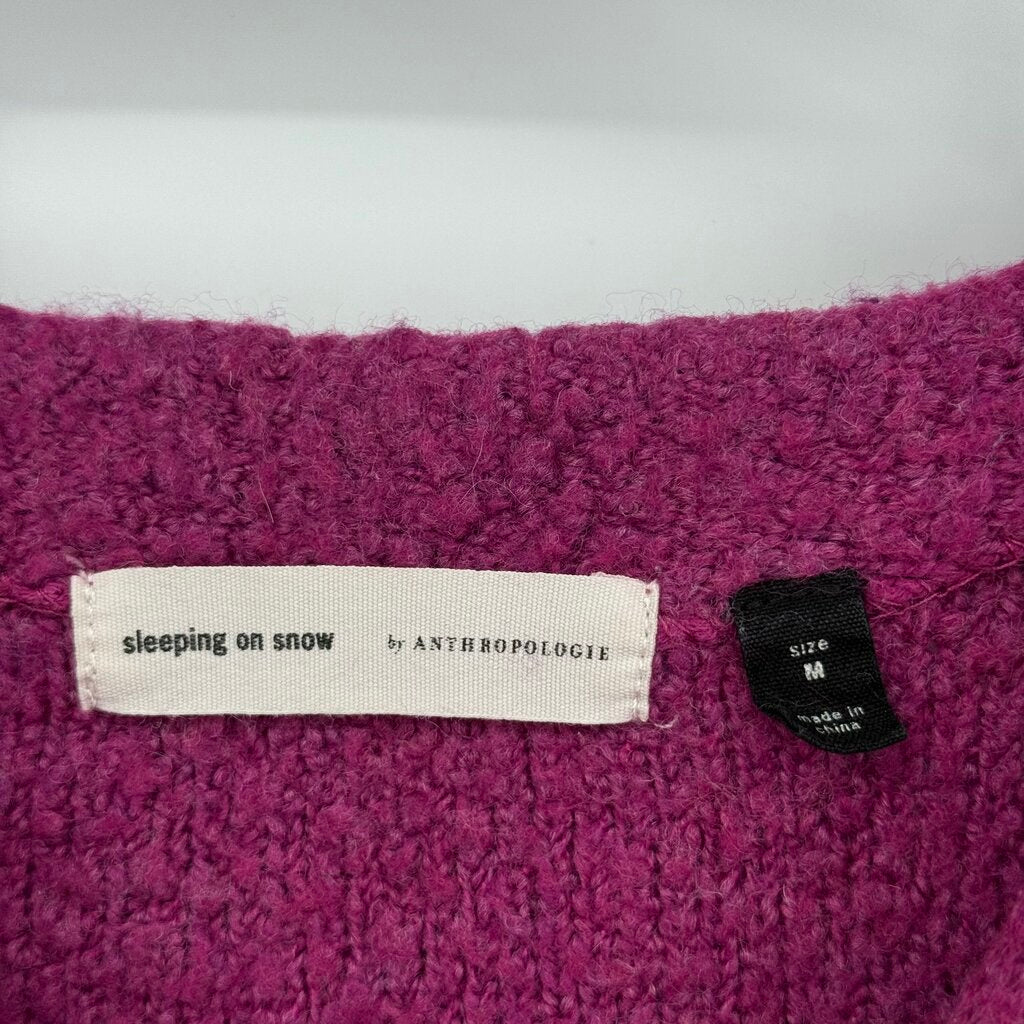 sleeping on snow by ANTHROPOLOGIE
size
M
made in
china